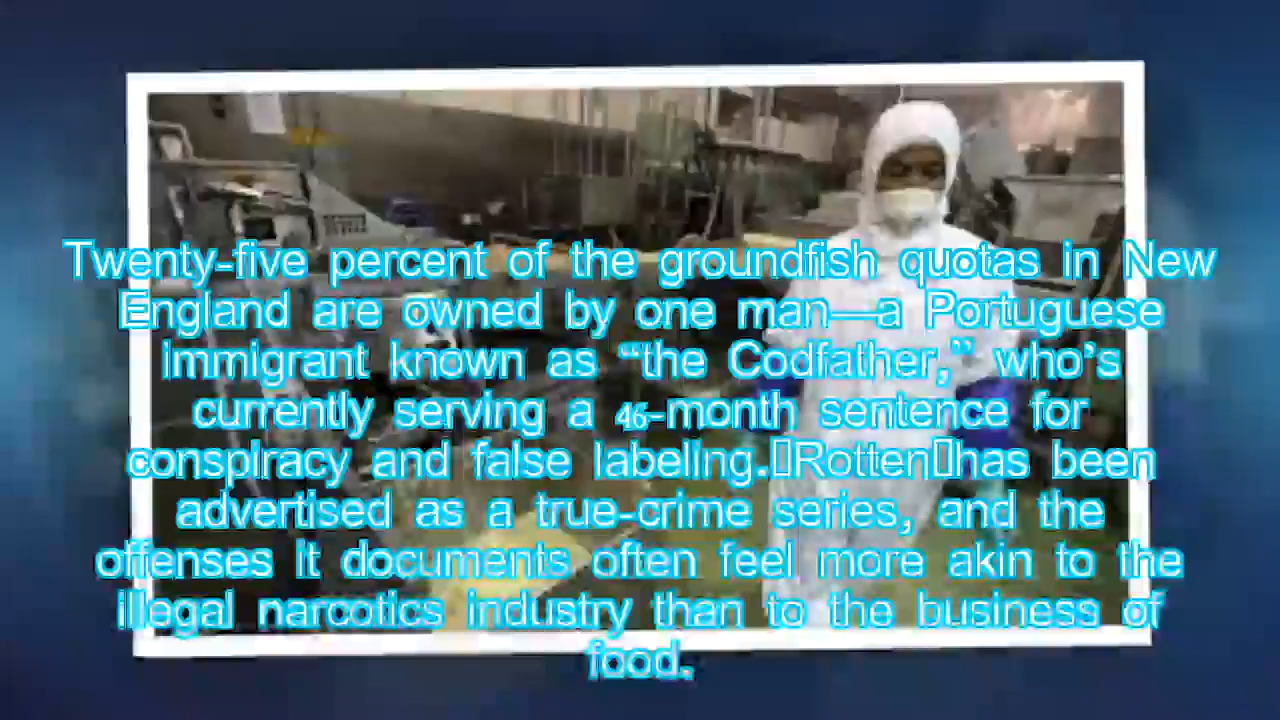 Twenty-five percent of the groundfish quotas in New
England are owned by one man—a Portuguese
immigrant known as “the Codfather,” who’s
currently serving a 46-month sentence for
conspiracy and false labeling. Rotten has been
advertised as a true-crime series, and the
offenses it documents often feel more akin to the
illegal narcotics industry than to the business of
food.